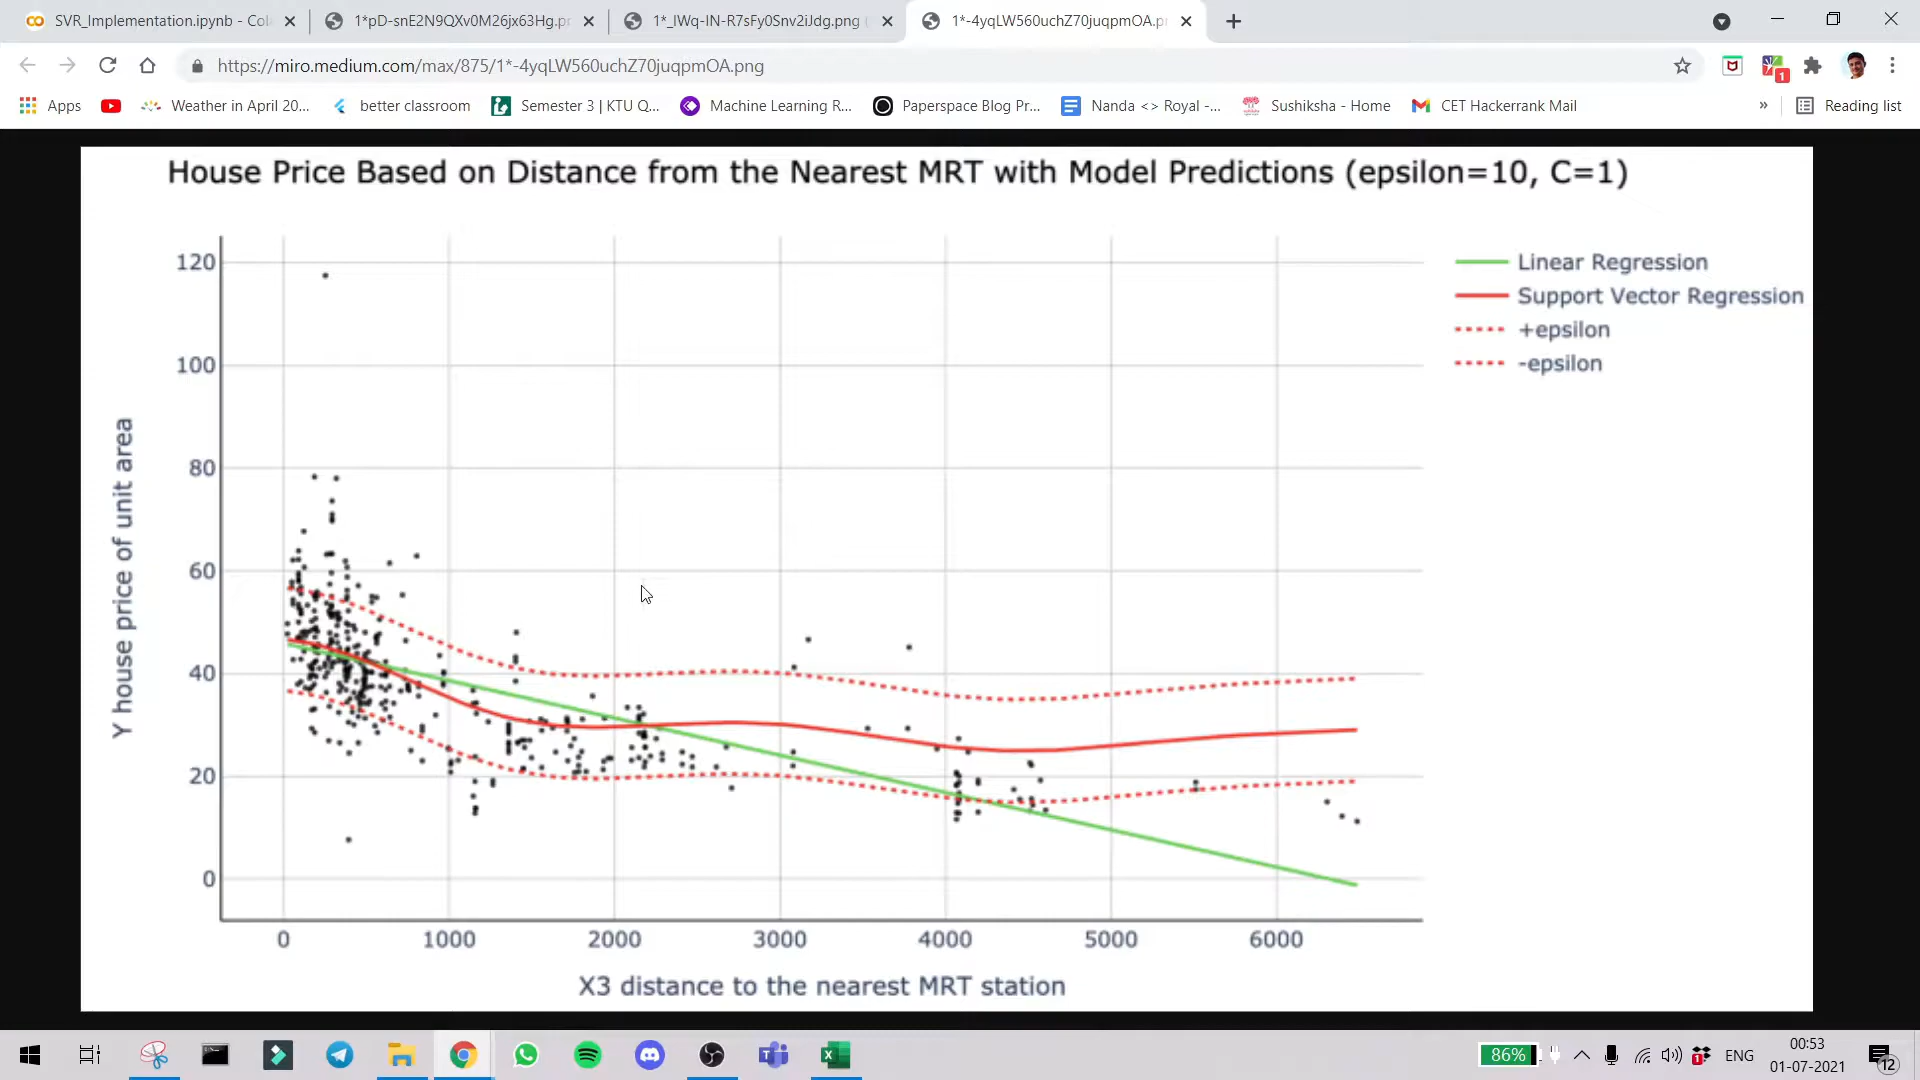 SVR_Implementation.ipynb - Col
1*pD-snE2N9QXv0M26jx63Hg.pr
1*_IWq-IN-R7sFy0Snv2iJdg.png (
1*-4yqLW560uchZ70juqpmOA.pr
https://miro.medium.com/max/875/1*-4yqLW560uchZ70juqpmOA.png
1
Apps
Weather in April 20...
better classroom
Semester 3 | KTU Q...
Machine Learning R...
Paperspace Blog Pr...
Nanda <> Royal -...
Sushiksha - Home
CET Hackerrank Mail
»
Reading list
House Price Based on Distance from the Nearest MRT with Model Predictions (epsilon=10, C=1)
Linear Regression
Support Vector Regression
+epsilon
-epsilon
120
100
80
60
40
20
0
Y house price of unit area
0 1000 2000 3000 4000 5000 6000
X3 distance to the nearest MRT station
86%
ENG
00:53
01-07-2021
12